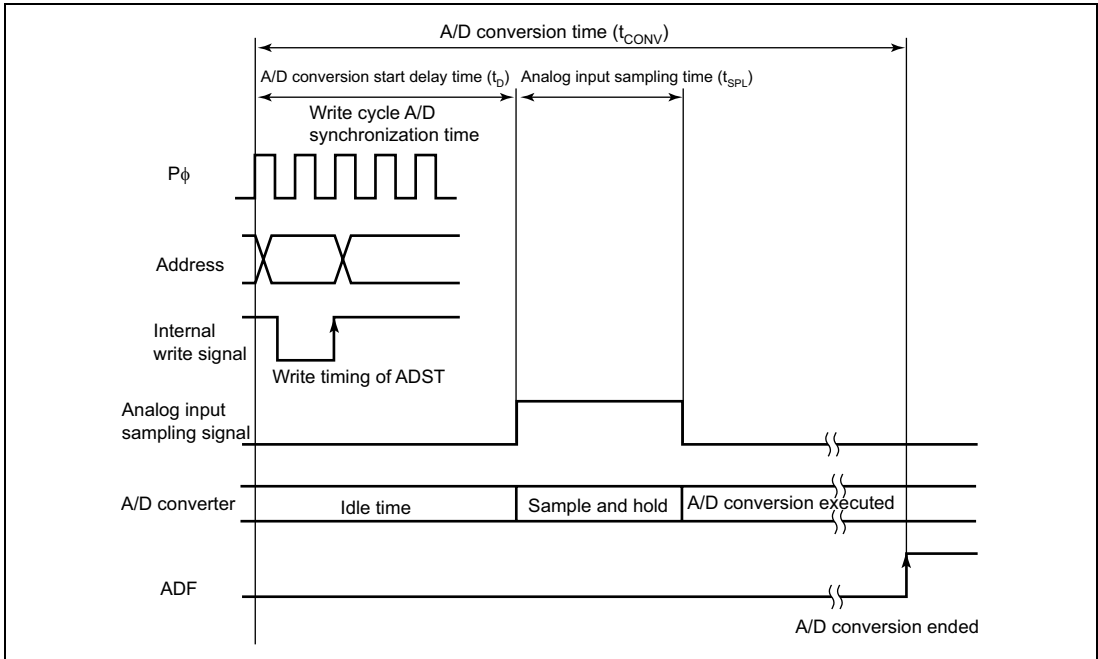 A/D conversion time (tCONV)
A/D conversion start delay time (tD)
Analog input sampling time (tSPL)
Write cycle A/D
synchronization time
Pϕ
Address
Internal
write signal
Write timing of ADST
Analog input
sampling signal
A/D converter
Idle time
Sample and hold
A/D conversion executed
ADF
A/D conversion ended